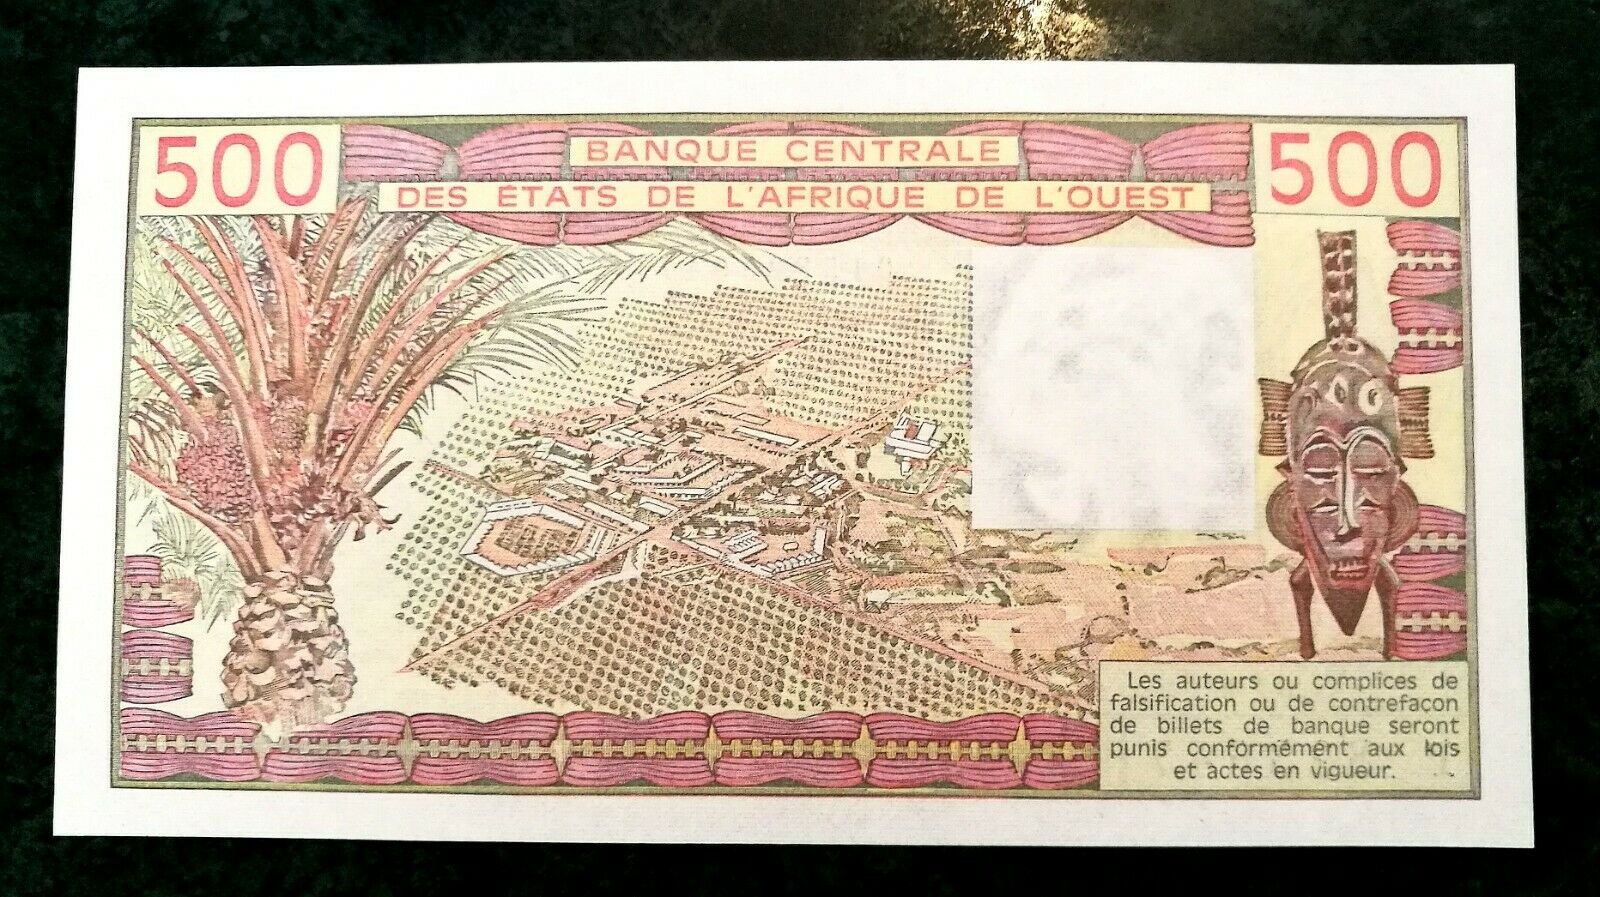 500
BANQUE CENTRALE
500
DES ÉTATS DE L'AFRIQUE DE L'OUEST
Les auteurs ou complices de
falsification ou de contrefaçon
de billets de banque seront
punis conformément aux lois
et actes en vigueur.